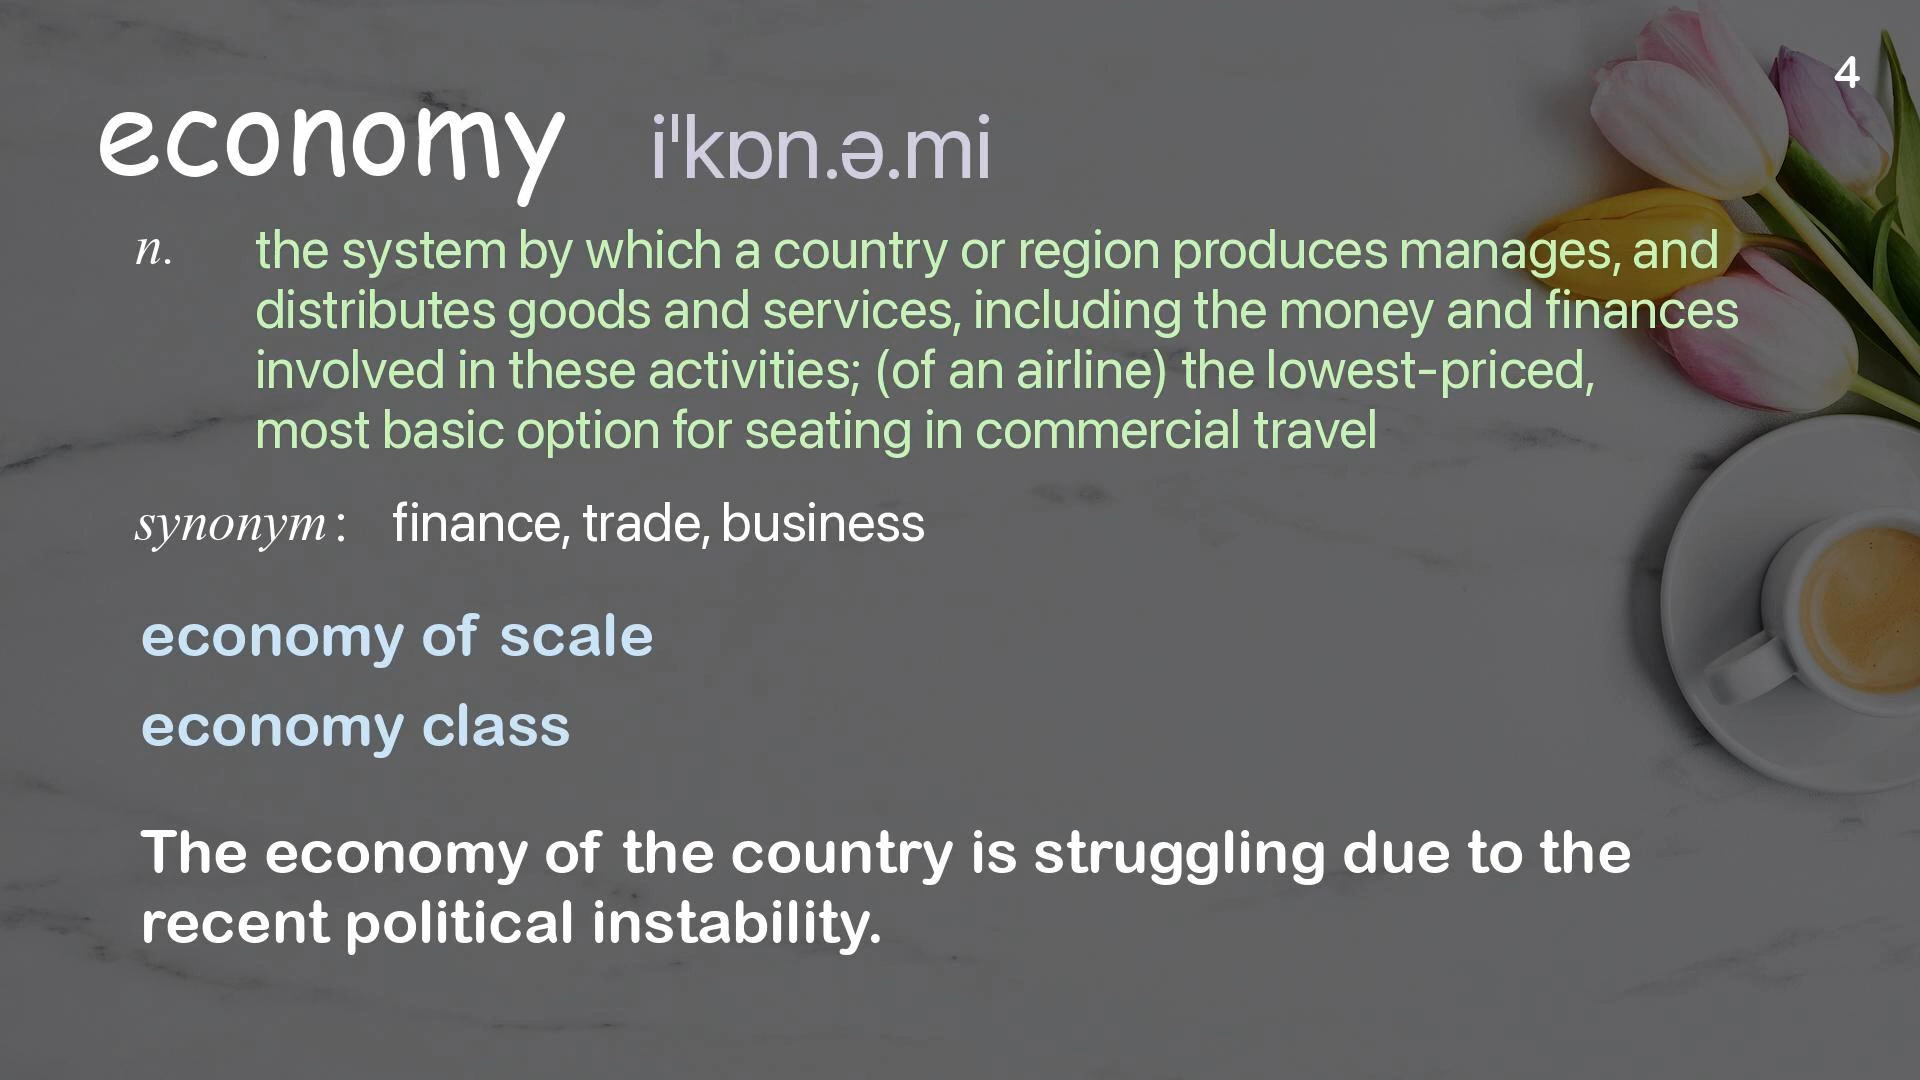 4
economy iˈkɒn.ə.mi
n. the system by which a country or region produces manages, and
distributes goods and services, including the money and finances
involved in these activities; (of an airline) the lowest-priced,
most basic option for seating in commercial travel
synonym: finance, trade, business
economy of scale
economy class
The economy of the country is struggling due to the
recent political instability.